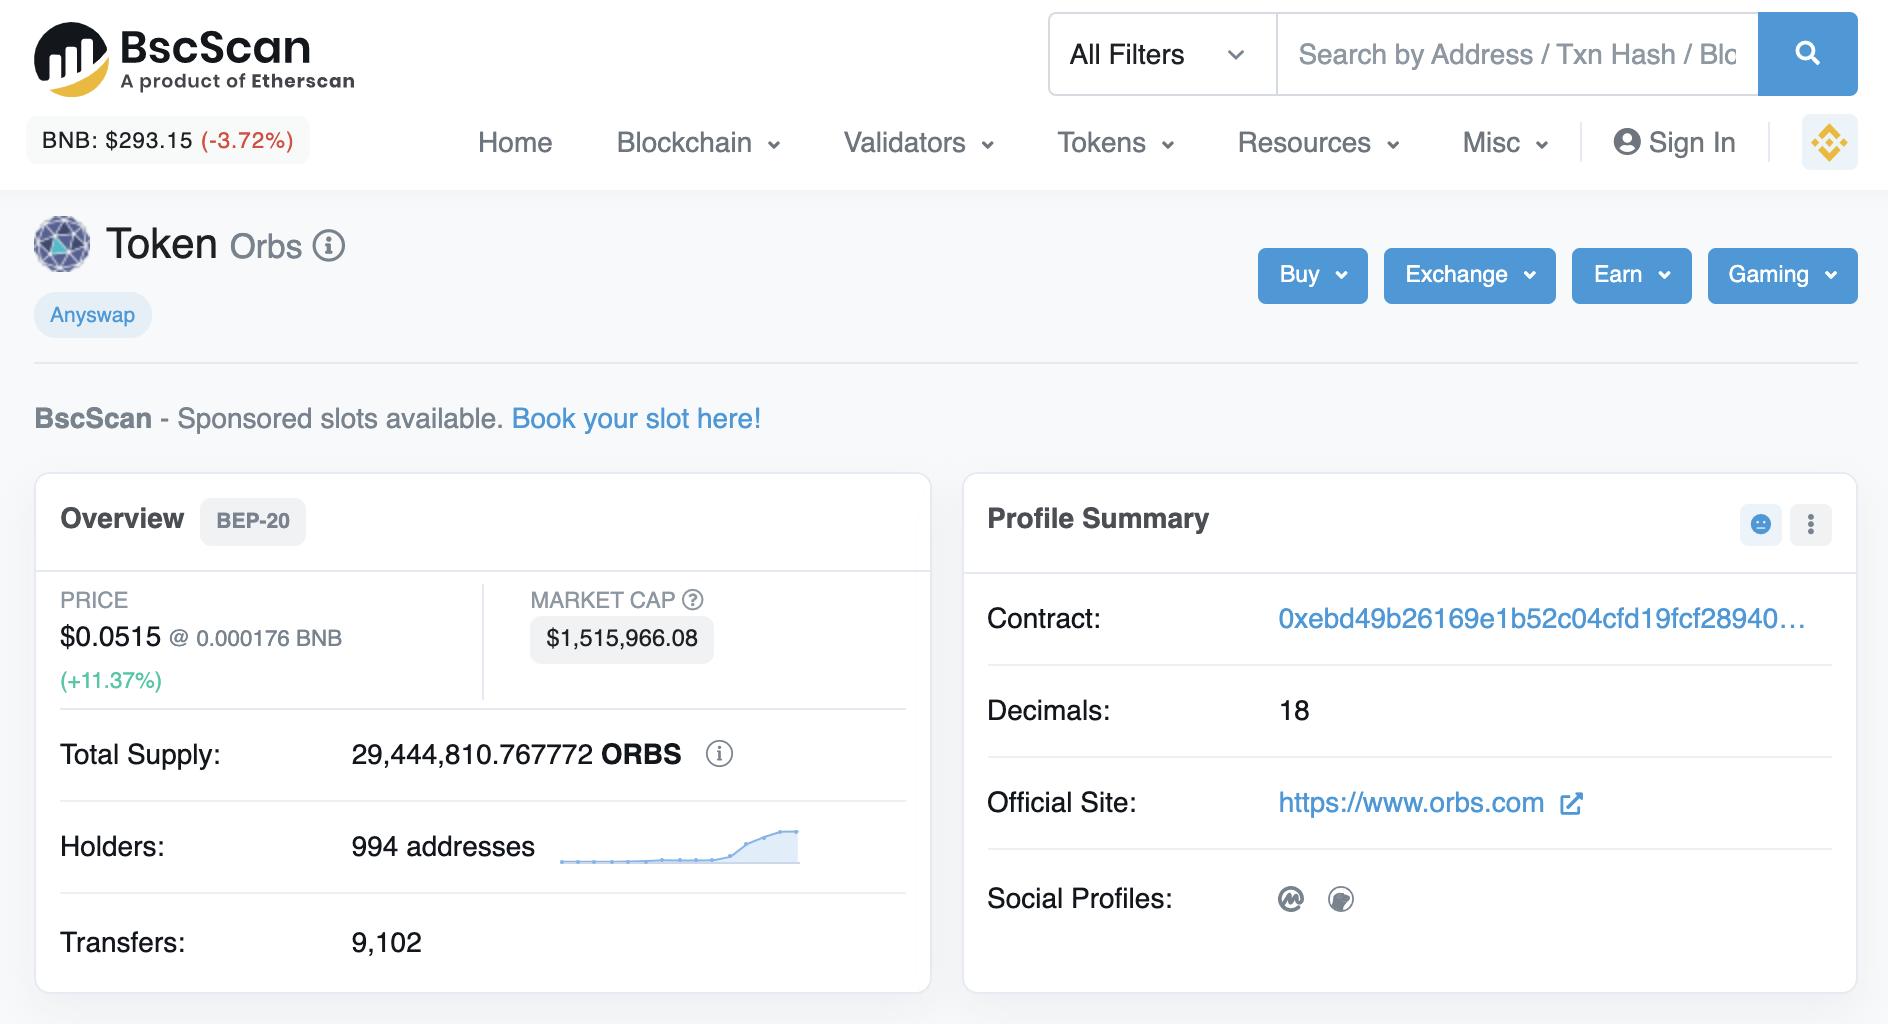 BscScan
A product of Etherscan
All Filters
Search by Address / Txn Hash / Blo
BNB: $293.15 (-3.72%)
Home Blockchain Validators Tokens Resources Misc Sign In
Token Orbs
Buy Exchange Earn Gaming
Anyswap
BscScan - Sponsored slots available. Book your slot here!
Overview BEP-20
PRICE
$0.0515 @ 0.000176 BNB
(+11.37%)
MARKET CAP
$1,515,966.08
Total Supply: 29,444,810.767772 ORBS
Holders: 994 addresses
Transfers: 9,102
Profile Summary
Contract: 0xebd49b26169e1b52c04cfd19fcf28940…
Decimals: 18
Official Site: https://www.orbs.com
Social Profiles: